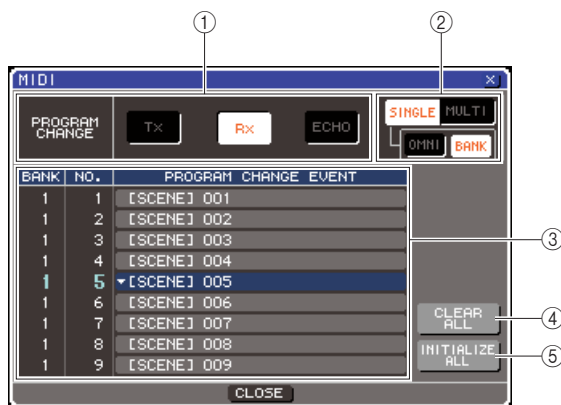 ① ②
MIDI ×
PROGRAM CHANGE Tx Rx ECHO SINGLE MULTI
OMNI BANK
BANK NO. PROGRAM CHANGE EVENT
1 1 [SCENE] 001
1 2 [SCENE] 002
1 3 [SCENE] 003 ③
1 4 [SCENE] 004
1 5 ▼[SCENE] 005
1 6 [SCENE] 006
1 7 [SCENE] 007 CLEAR ALL ④
1 8 [SCENE] 008 INITIALIZE ALL ⑤
1 9 [SCENE] 009
CLOSE